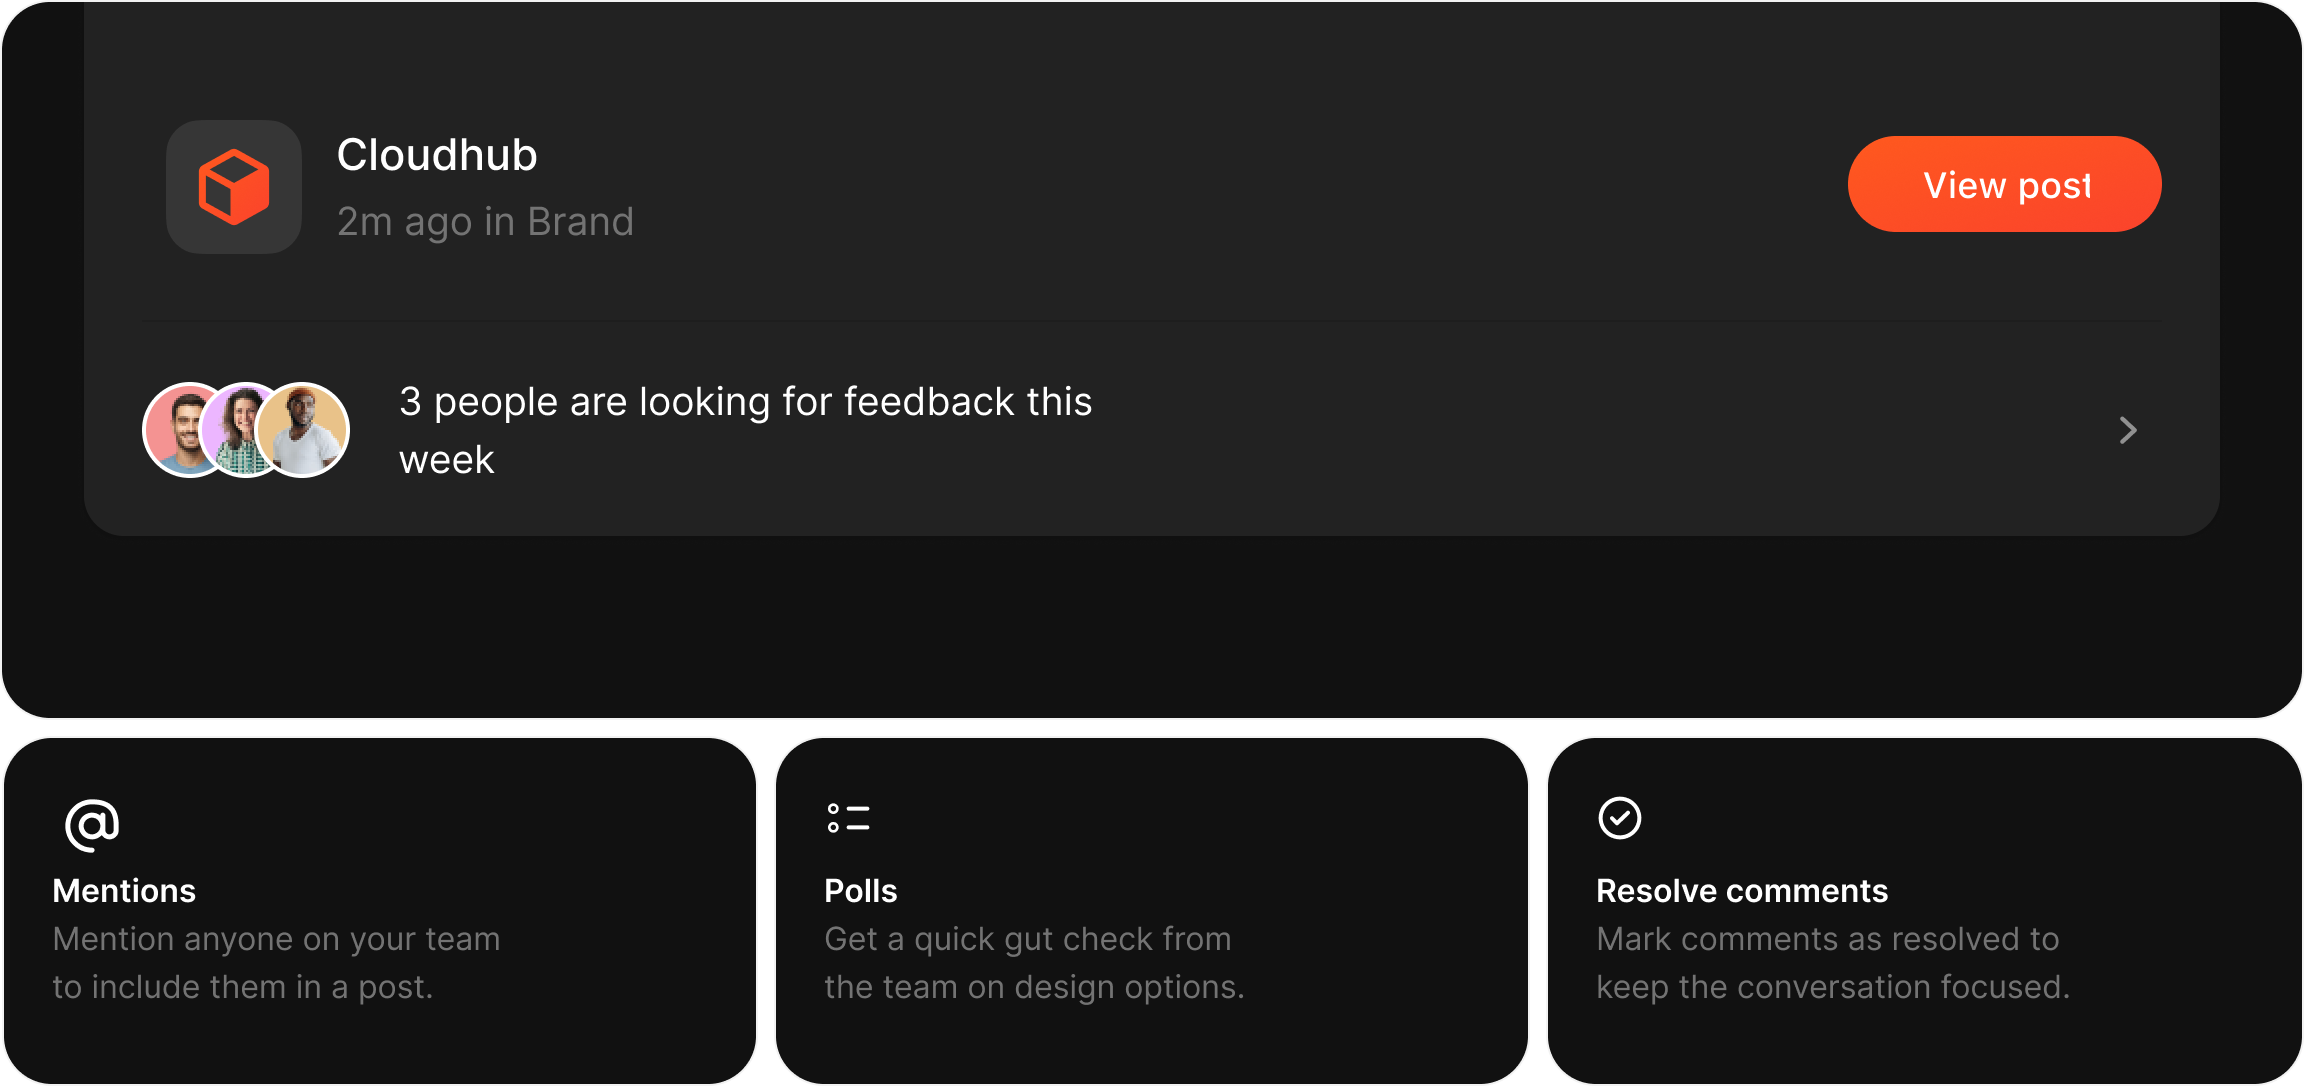 Cloudhub
2m ago in Brand
View post
3 people are looking for feedback this
week
Mentions
Mention anyone on your team
to include them in a post.
Polls
Get a quick gut check from
the team on design options.
Resolve comments
Mark comments as resolved to
keep the conversation focused.